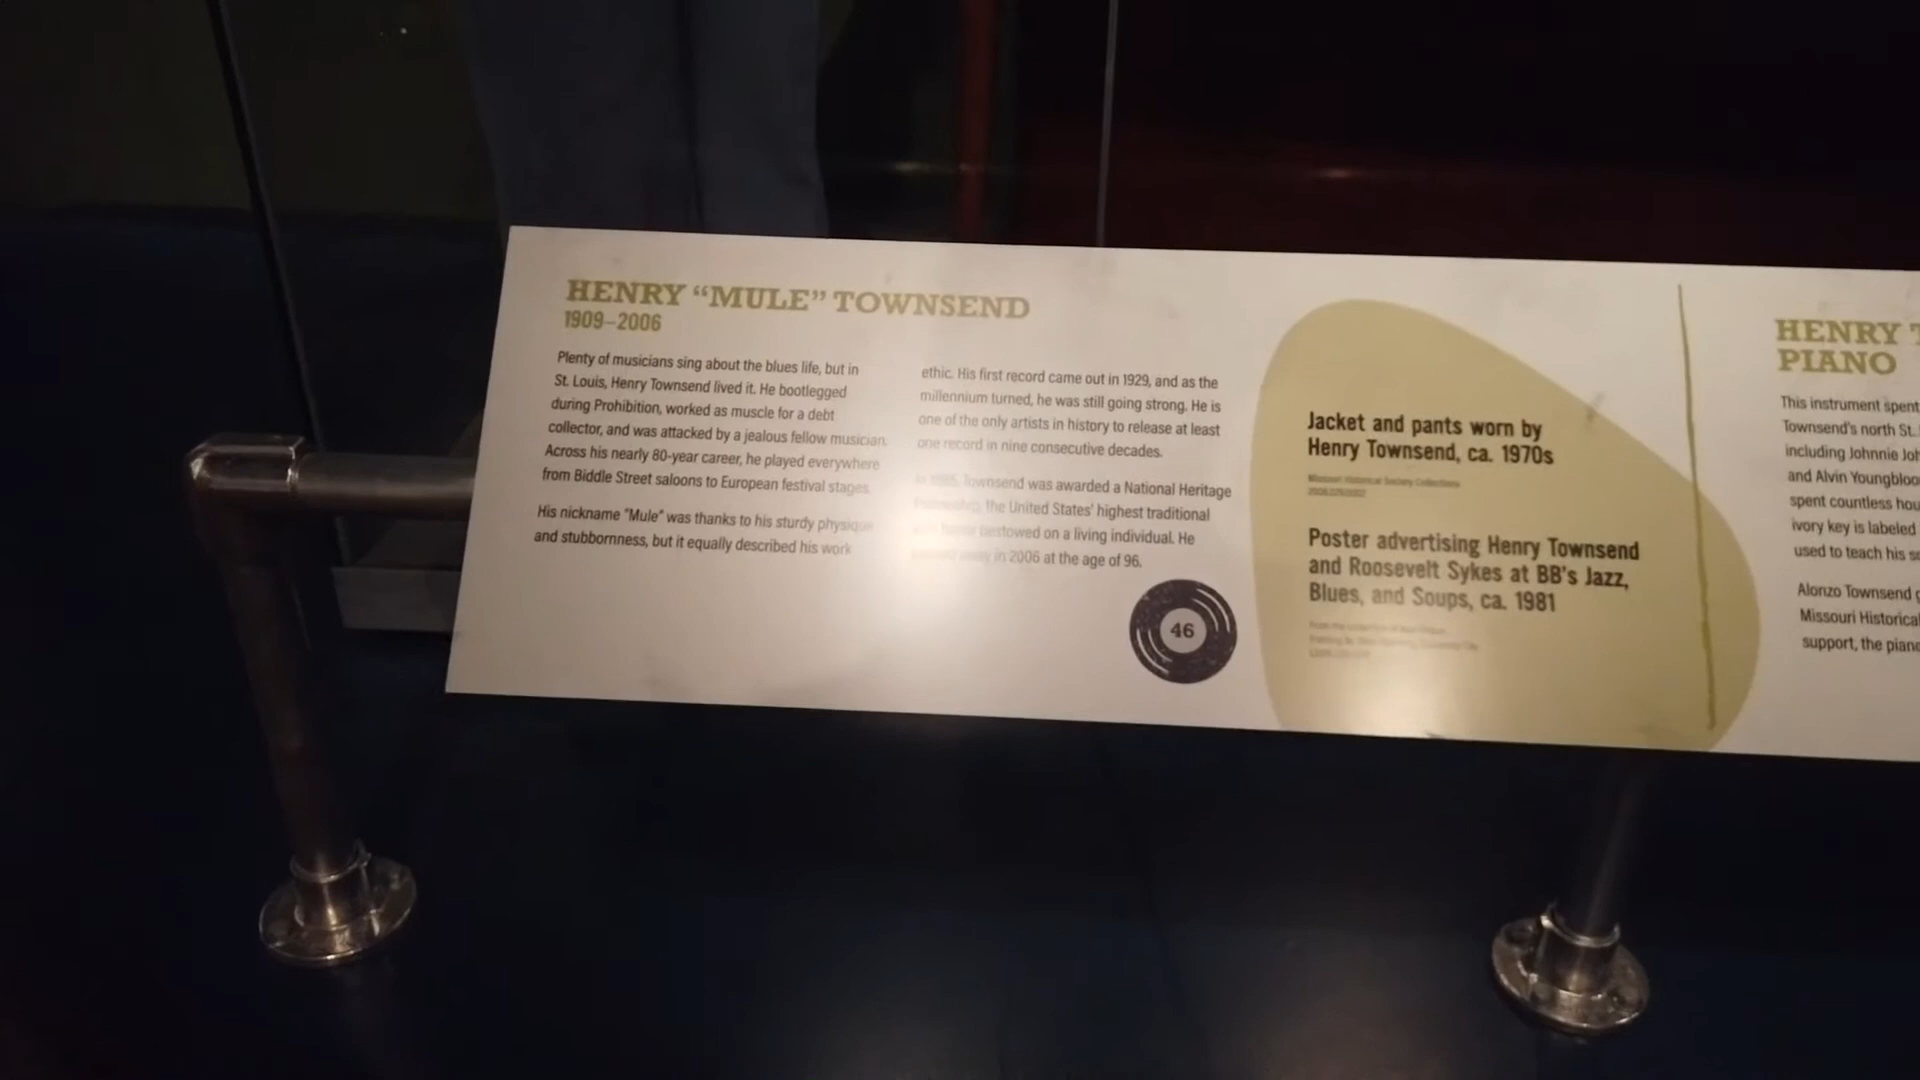 HENRY “MULE” TOWNSEND
1909–2006
Plenty of musicians sing about the blues life, but in
St. Louis, Henry Townsend lived it. He bootlegged
during Prohibition, worked as muscle for a debt
collector, and was attacked by a jealous fellow musician.
Across his nearly 80-year career, he played everywhere
from Biddle Street saloons to European festival stages.
His nickname “Mule” was thanks to his sturdy physique
and stubbornness, but it equally described his work
ethic. His first record came out in 1929, and as the
millennium turned, he was still going strong. He is
one of the only artists in history to release at least
one record in nine consecutive decades.
Townsend was awarded a National Heritage
the United States’ highest traditional
bestowed on a living individual. He
in 2006 at the age of 96.
46
Jacket and pants worn by
Henry Townsend, ca. 1970s
Missouri Historical Society Collections
Poster advertising Henry Townsend
and Roosevelt Sykes at BB’s Jazz,
Blues, and Soups, ca. 1981
HENRY
PIANO
This instrument spent
Townsend’s north St.
including Johnnie
and Alvin
spent countless
ivory key is labeled
used to teach his
Alonzo Townsend
Missouri
support, the